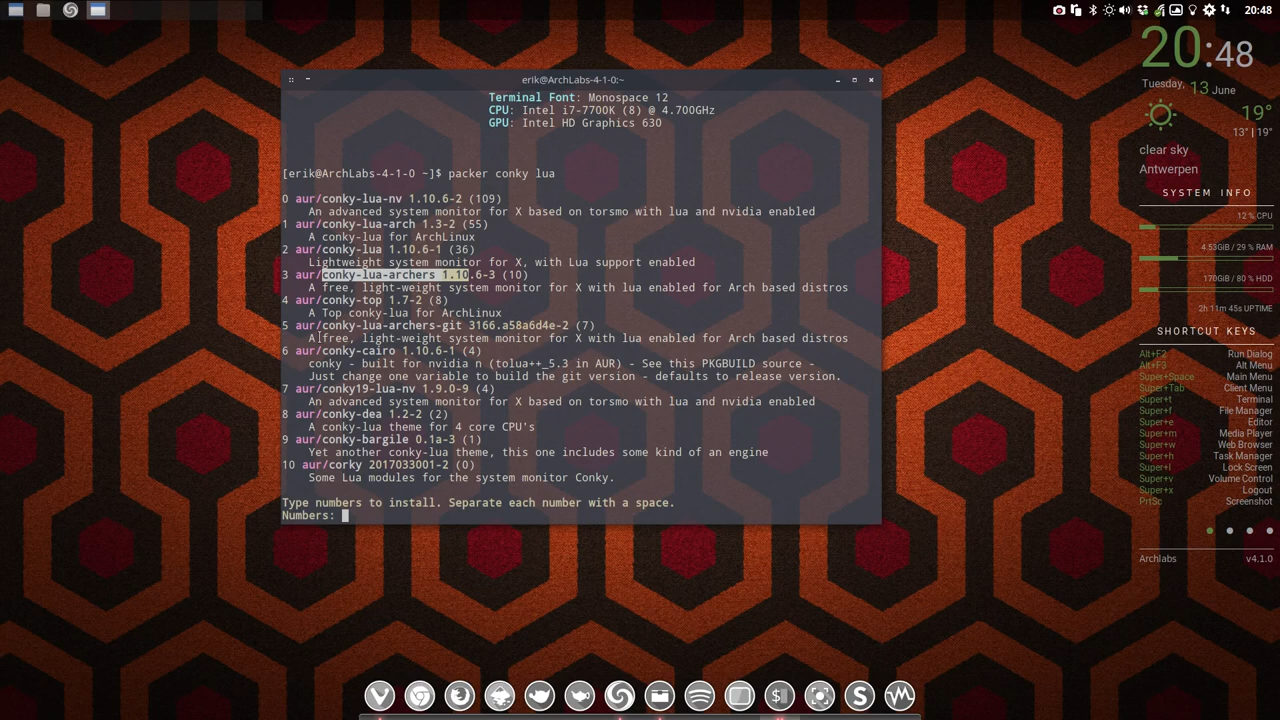 20:48
erik@ArchLabs-4-1-0:~
Terminal Font: Monospace 12
CPU: Intel i7-7700K (8) @ 4.700GHz
GPU: Intel HD Graphics 630
[erik@ArchLabs-4-1-0 ~]$ packer conky lua
0 aur/conky-lua-nv 1.10.6-2 (109)
An advanced system monitor for X based on torsmo with lua and nvidia enabled
1 aur/conky-lua-arch 1.3-2 (55)
A conky-lua for ArchLinux
2 aur/conky-lua 1.10.6-1 (36)
Lightweight system monitor for X, with Lua support enabled
3 aur/conky-lua-archers 1.10.6-3 (10)
A free, light-weight system monitor for X with lua enabled for Arch based distros
4 aur/conky-top 1.7-2 (8)
A Top conky-lua for ArchLinux
5 aur/conky-lua-archers-git 3166.a58a6d4e-2 (7)
A free, light-weight system monitor for X with lua enabled for Arch based distros
6 aur/conky-cairo 1.10.6-1 (4)
conky - built for nvidia n (tolua++_5.3 in AUR) - See this PKGBUILD source -
Just change one variable to build the git version - defaults to release version.
7 aur/conky19-lua-nv 1.9.0-9 (4)
An advanced system monitor for X based on torsmo with lua and nvidia enabled
8 aur/conky-dea 1.2-2 (2)
A conky-lua theme for 4 core CPU's
9 aur/conky-bargile 0.1a-3 (1)
Yet another conky-lua theme, this one includes some kind of an engine
10 aur/corky 2017033001-2 (0)
Some Lua modules for the system monitor Conky.
Type numbers to install. Separate each number with a space.
Numbers:
20:48
Tuesday, 13 June
19°
13° | 19°
clear sky
Antwerpen
SYSTEM INFO
12 % CPU
4.53GiB / 29 % RAM
170GiB / 80 % HDD
2h 11m 45s UPTIME
SHORTCUT KEYS
Alt+F2 Run Dialog
Alt+F3 Alt Menu
Super+Space Main Menu
Super+Tab Client Menu
Super+t Terminal
Super+f File Manager
Super+e Editor
Super+m Media Player
Super+w Web Browser
Super+h Task Manager
Super+l Lock Screen
Super+v Volume Control
Super+x Logout
PrtSc Screenshot
Archlabs v4.1.0